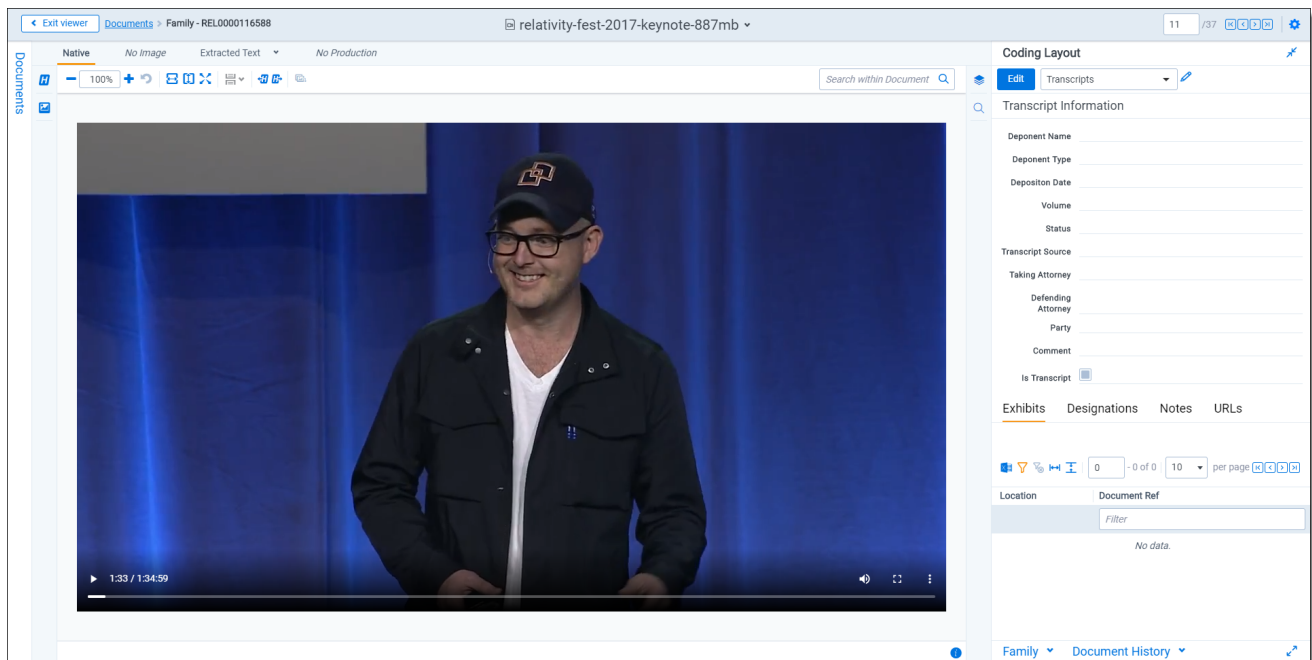 Exit viewer Documents > Family - REL0000116588 relativity-fest-2017-keynote-887mb 11 /37
Documents
Native No Image Extracted Text No Production
100% Search within Document
1:33 / 1:34:59
Coding Layout
Edit Transcripts
Transcript Information
Deponent Name
Deponent Type
Depositon Date
Volume
Status
Transcript Source
Taking Attorney
Defending
Attorney
Party
Comment
Is Transcript
Exhibits Designations Notes URLs
0 - 0 of 0 10 per page
Location Document Ref
Filter
No data.
Family Document History